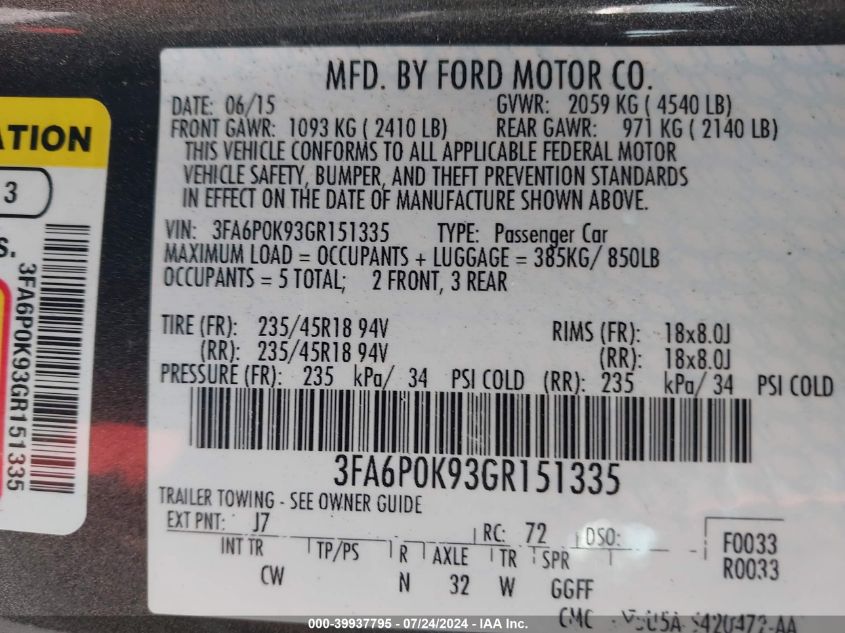 MFD. BY FORD MOTOR CO.
DATE: 06/15 GVWR: 2059 KG ( 4540 LB)
FRONT GAWR: 1093 KG ( 2410 LB) REAR GAWR: 971 KG ( 2140 LB)
THIS VEHICLE CONFORMS TO ALL APPLICABLE FEDERAL MOTOR
VEHICLE SAFETY, BUMPER, AND THEFT PREVENTION STANDARDS
IN EFFECT ON THE DATE OF MANUFACTURE SHOWN ABOVE.
VIN: 3FA6P0K93GR151335 TYPE: Passenger Car
MAXIMUM LOAD = OCCUPANTS + LUGGAGE = 385KG/ 850LB
OCCUPANTS = 5 TOTAL; 2 FRONT, 3 REAR
TIRE (FR): 235/45R18 94V RIMS (FR): 18x8.0J
(RR): 235/45R18 94V (RR): 18x8.0J
PRESSURE (FR): 235 kPa/ 34 PSI COLD (RR): 235 kPa/ 34 PSI COLD
3FA6P0K93GR151335
TRAILER TOWING - SEE OWNER GUIDE
EXT PNT: J7 RC: 72 DSO: F0033
INT TR TP/PS R AXLE TR SPR R0033
CW N 32 W GGFF
CMC
ATION
3
S.
3FA6P0K93GR151335
000-39937795 - 07/24/2024 - IAA Inc.